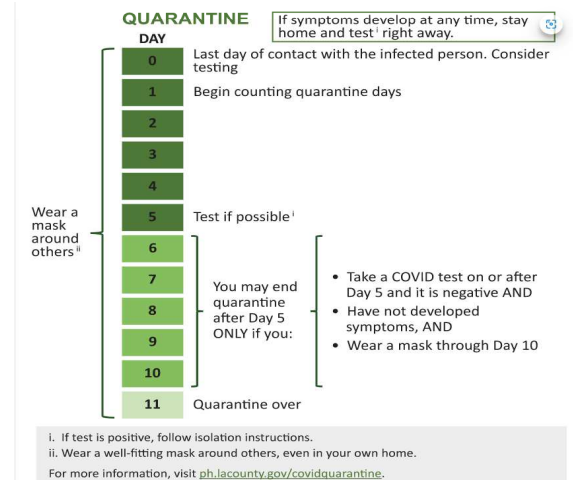 QUARANTINE
If symptoms develop at any time, stay
home and test i right away.
DAY
0
Last day of contact with the infected person. Consider
testing
1
Begin counting quarantine days
2
3
4
Wear a
mask
around
others ii
5
Test if possible i
6
7
8
9
10
You may end
quarantine
after Day 5
ONLY if you:
• Take a COVID test on or after
Day 5 and it is negative AND
• Have not developed
symptoms, AND
• Wear a mask through Day 10
11
Quarantine over
i. If test is positive, follow isolation instructions.
ii. Wear a well-fitting mask around others, even in your own home.
For more information, visit ph.lacounty.gov/covidquarantine.